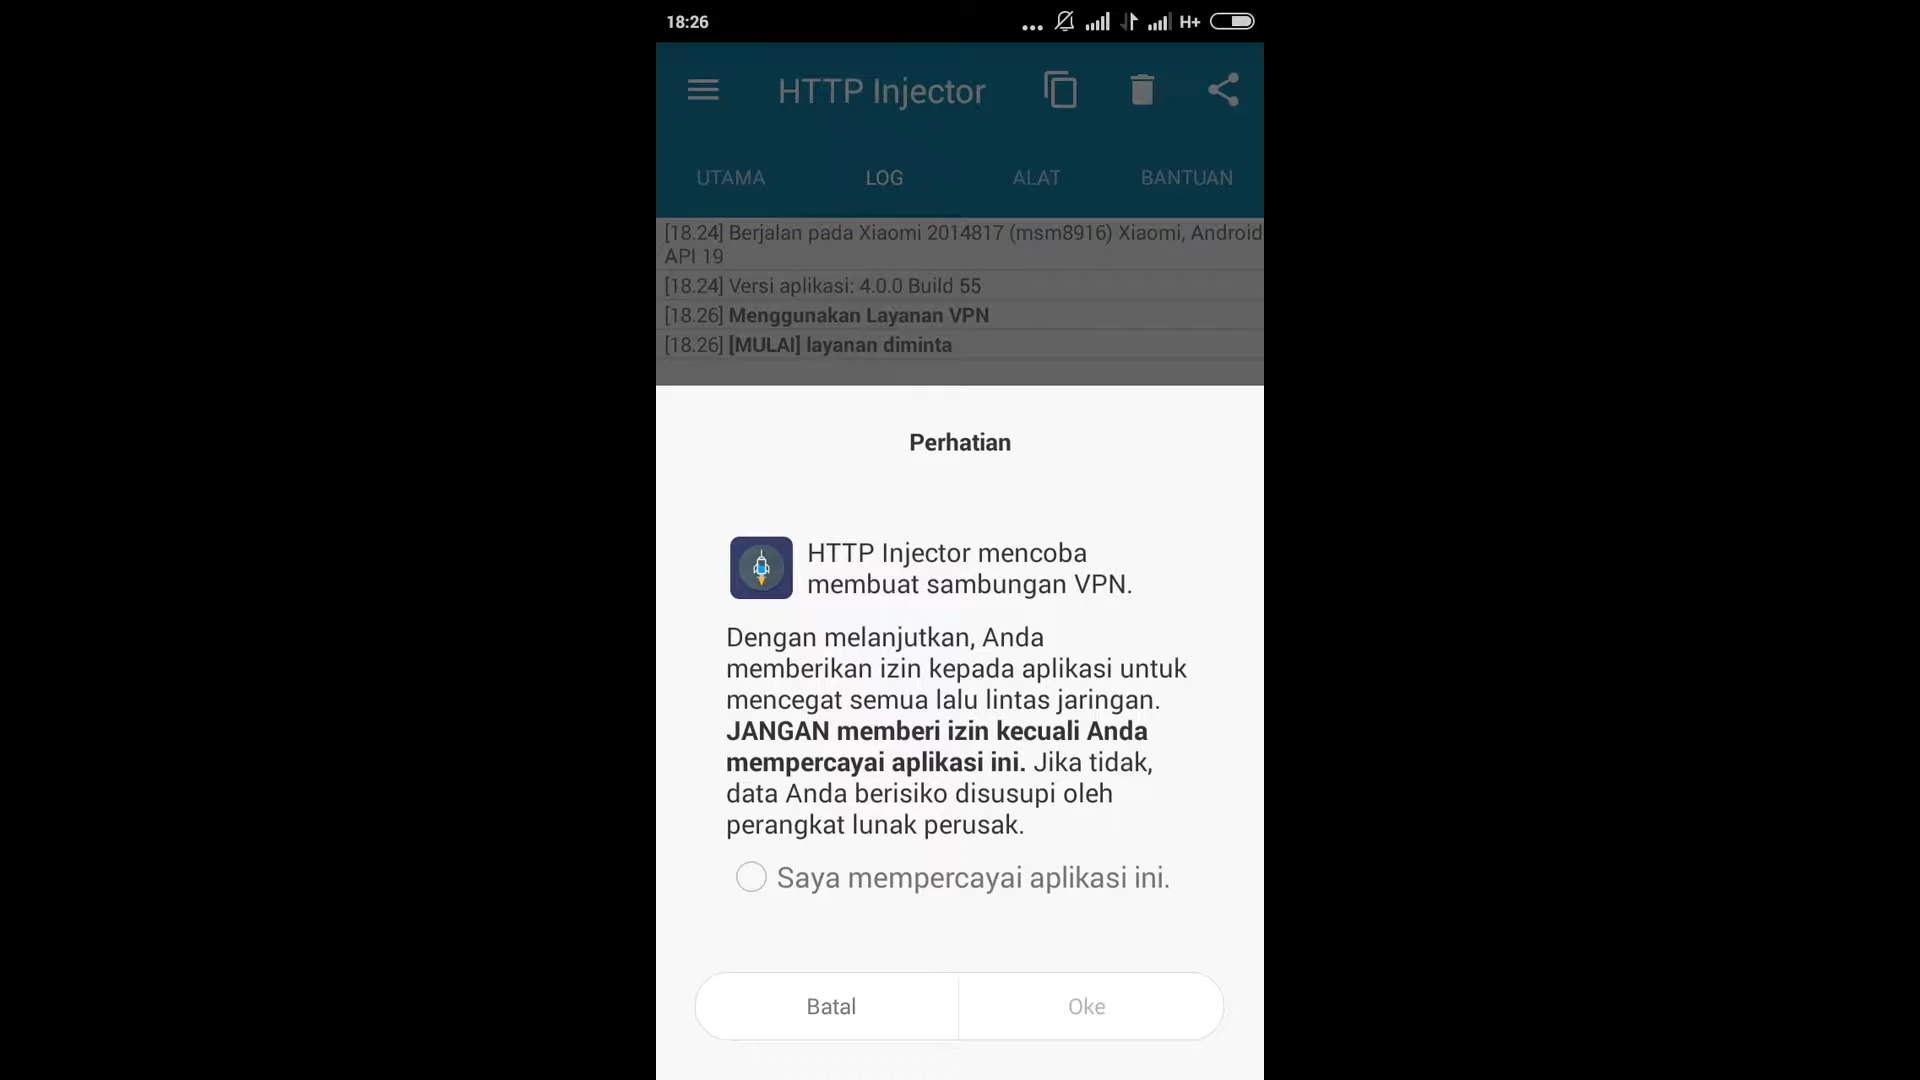 18:26
H+
HTTP Injector
UTAMA
LOG
ALAT
BANTUAN
[18.24] Berjalan pada Xiaomi 2014817 (msm8916) Xiaomi, Android
API 19
[18.24] Versi aplikasi: 4.0.0 Build 55
[18.26] Menggunakan Layanan VPN
[18.26] [MULAI] layanan diminta
Perhatian
HTTP Injector mencoba
membuat sambungan VPN.
Dengan melanjutkan, Anda
memberikan izin kepada aplikasi untuk
mencegat semua lalu lintas jaringan.
JANGAN memberi izin kecuali Anda
mempercayai aplikasi ini. Jika tidak,
data Anda berisiko disusupi oleh
perangkat lunak perusak.
Saya mempercayai aplikasi ini.
Batal
Oke